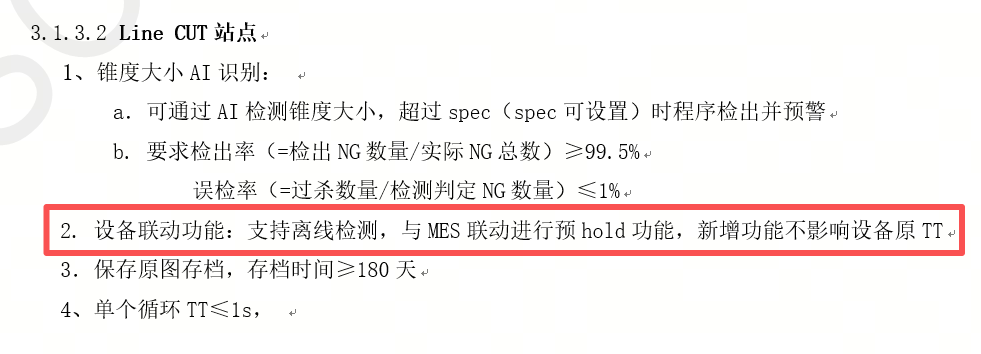 3.1.3.2 Line CUT 站点
1、锥度大小 AI 识别：
a. 可通过 AI 检测锥度大小，超过 spec（spec 可设置）时程序检出并预警
b. 要求检出率（=检出 NG 数量/实际 NG 总数）≥99.5%
误检率（=过杀数量/检测判定 NG 数量）≤1%
2. 设备联动功能：支持离线检测，与 MES 联动进行预 hold 功能，新增功能不影响设备原 TT
3. 保存原图存档，存档时间≥180 天
4、单个循环 TT≤1s，